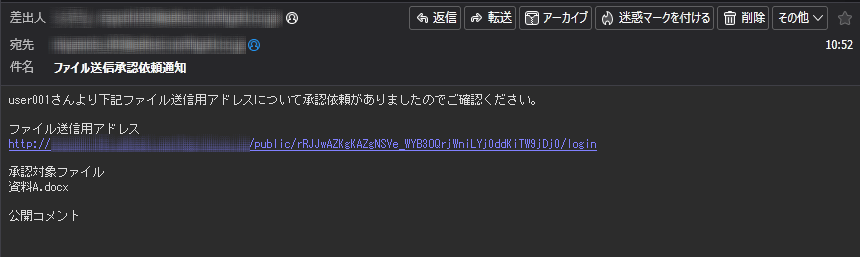 差出人 返信 転送 アーカイブ 迷惑マークを付ける 削除 その他
宛先 10:52
件名 ファイル送信承認依頼通知
user001さんより下記ファイル送信用アドレスについて承認依頼がありましたのでご確認ください。
ファイル送信用アドレス
http:// /public/rRJJwAZKgKAZgNSVe_WYB3OQrjWniLYj0ddKiTW9jDj0/login
承認対象ファイル
資料A.docx
公開コメント